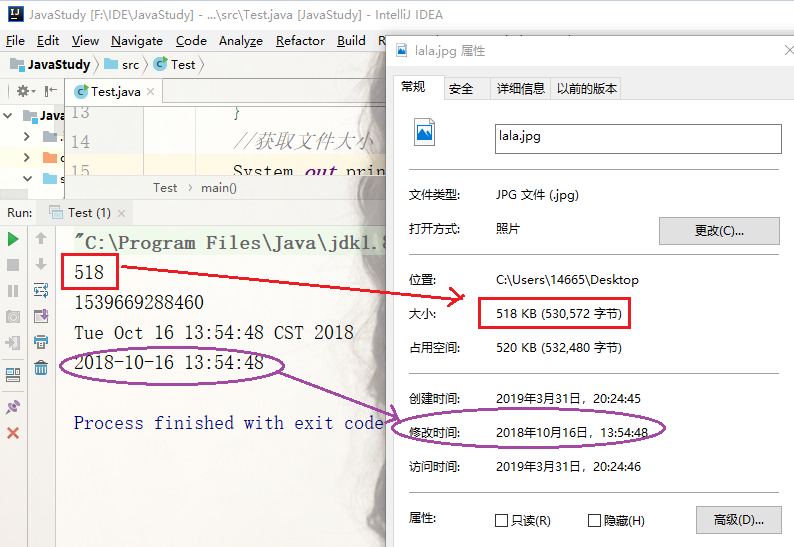 JavaStudy [F:\IDE\JavaStudy] - ...\src\Test.java [JavaStudy] - IntelliJ IDEA
File Edit View Navigate Code Analyze Refactor Build
JavaStudy src Test
Test.java
Java
13 }
14 //获取文件大小
15 System.out.prin
Test main()
Run: Test (1)
"C:\Program Files\Java\jdk1.8
518
1539669288460
Tue Oct 16 13:54:48 CST 2018
2018-10-16 13:54:48
Process finished with exit code
lala.jpg 属性
常规 安全 详细信息 以前的版本
lala.jpg
文件类型: JPG 文件 (.jpg)
打开方式: 照片 更改(C)...
位置: C:\Users\14665\Desktop
大小: 518 KB (530,572 字节)
占用空间: 520 KB (532,480 字节)
创建时间: 2019年3月31日，20:24:45
修改时间: 2018年10月16日，13:54:48
访问时间: 2019年3月31日，20:24:46
属性: 只读(R) 隐藏(H) 高级(D)...